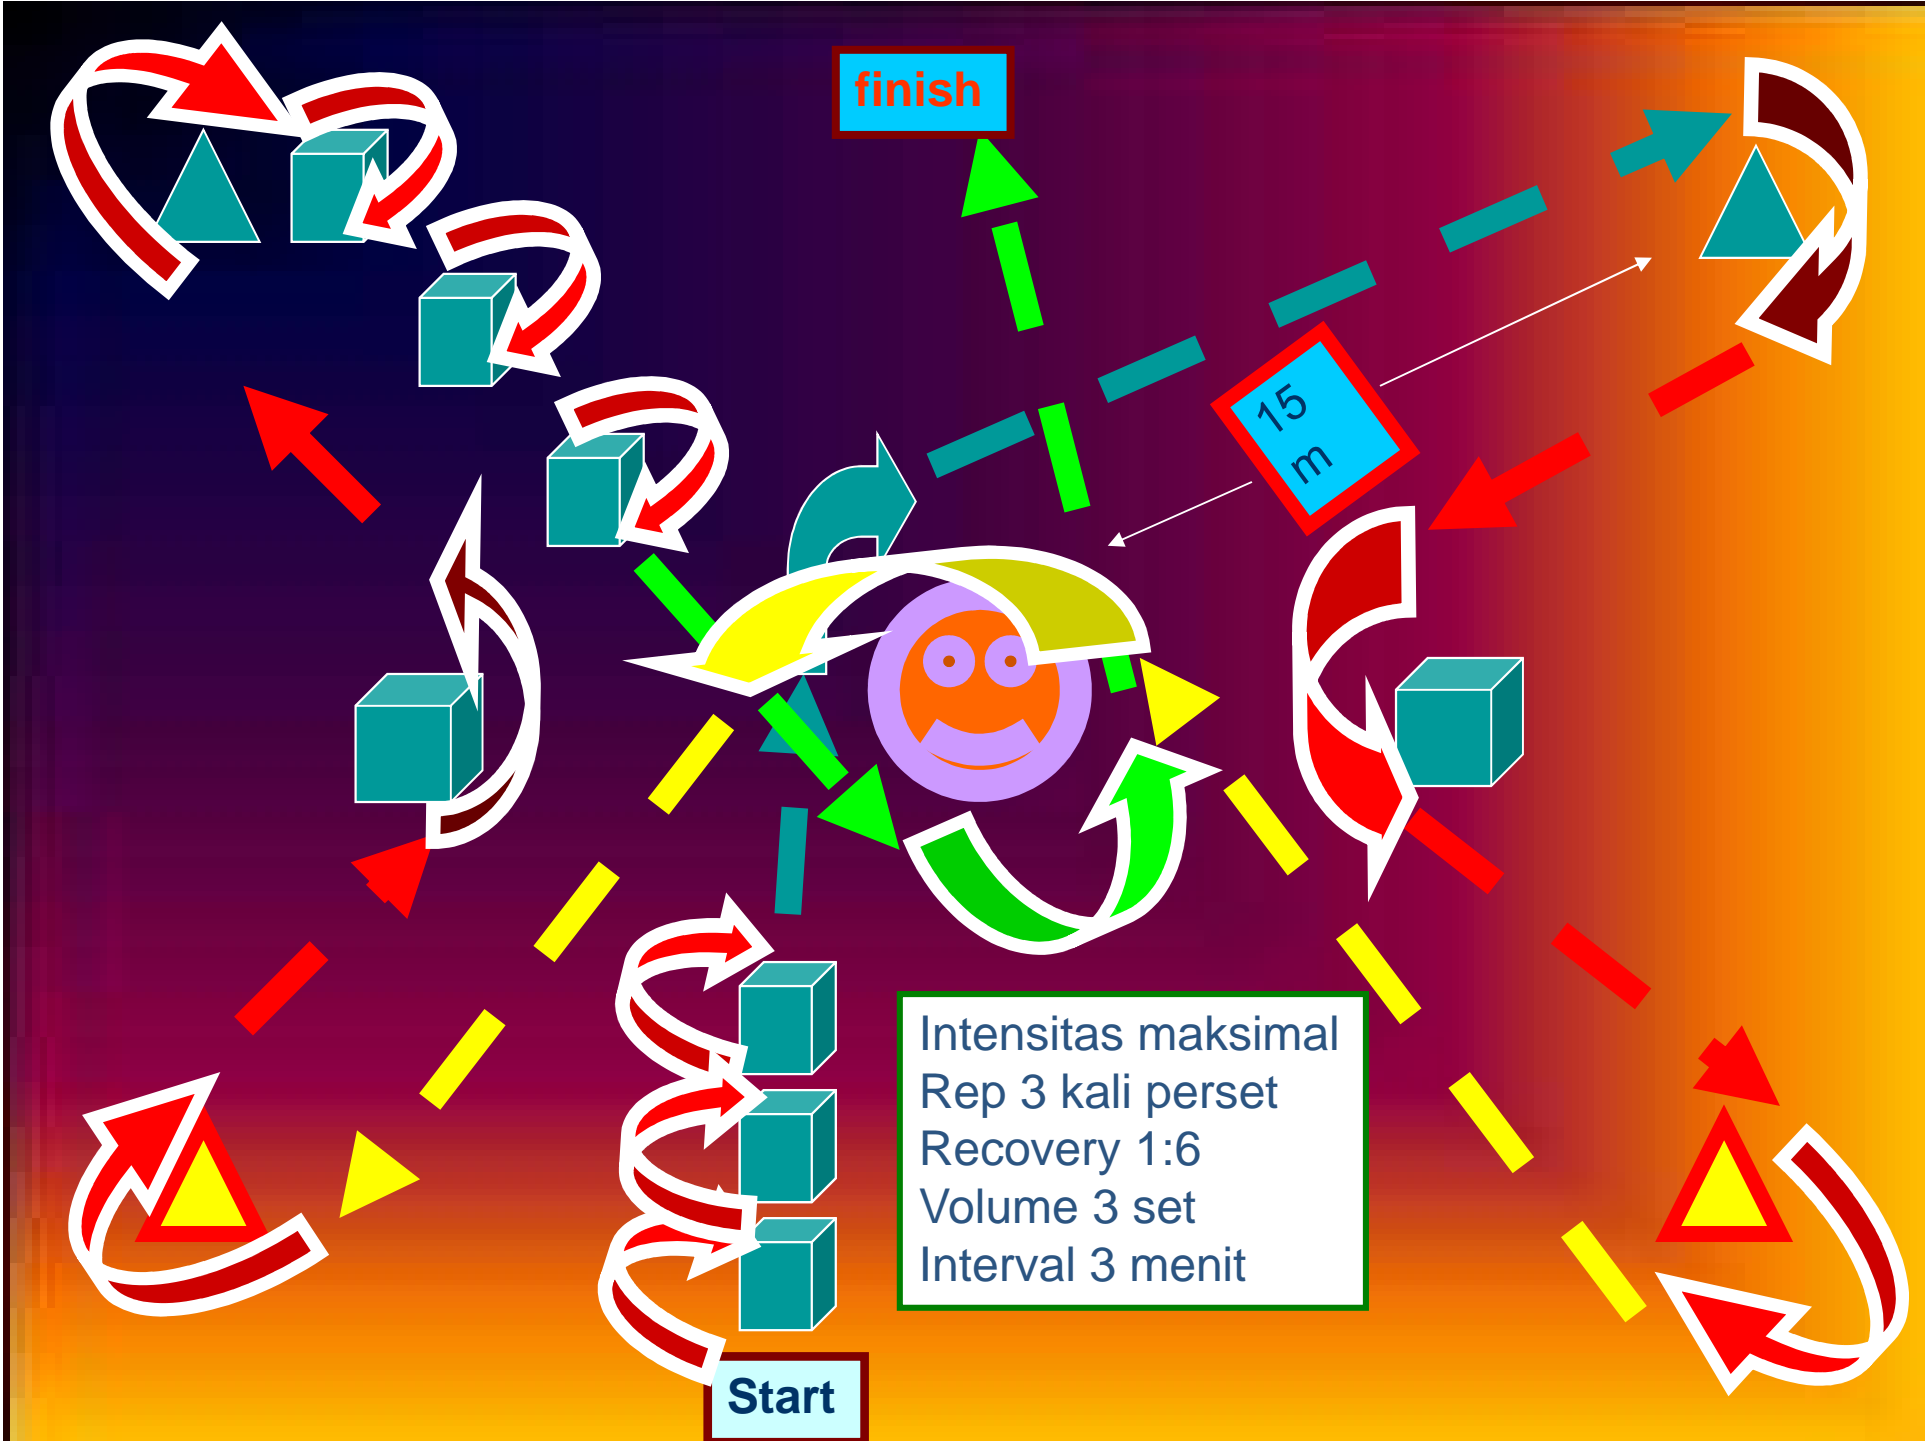 finish
15
m
Intensitas maksimal
Rep 3 kali perset
Recovery 1:6
Volume 3 set
Interval 3 menit
Start